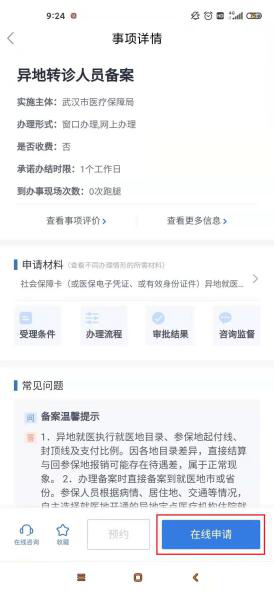 9:24
4G
事项详情
异地转诊人员备案
实施主体：武汉市医疗保障局
办理形式：窗口办理,网上办理
是否收费：否
承诺办结时限：1个工作日
到办事现场次数：0次跑腿
查看事项评价
查看更多信息
申请材料（查看不同办理情形的所需材料）
社会保障卡（或医保电子凭证、或有效身份证件）异地就医...
受理条件
办理流程
审批结果
咨询监督
常见问题
问 备案温馨提示
答 1．异地就医执行就医地目录、参保地起付线、
封顶线及支付比例。因各地目录差异，直接结算
与回参保地报销可能存在待遇差，属于正常现
象。 2．办理备案时直接备案到就医地市或省
份。参保人员根据病情、居住地、交通等情况，
自主选择就医地开通的异地定点医疗机构住院就
在线咨询
收藏
预约
在线申请